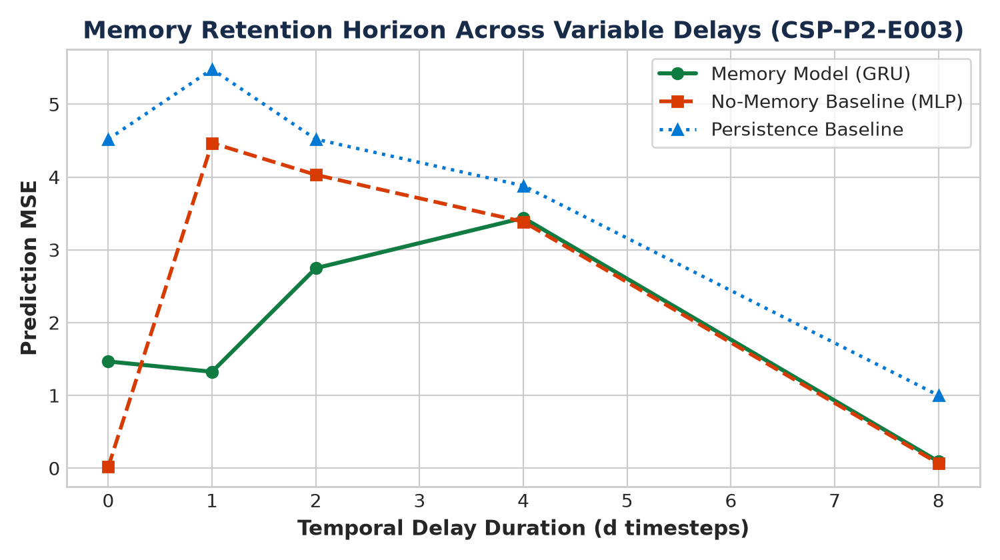 Memory Retention Horizon Across Variable Delays (CSP-P2-E003)
Memory Model (GRU)
No-Memory Baseline (MLP)
Persistence Baseline
Prediction MSE
5
4
3
2
1
0
0 1 2 3 4 5 6 7 8
Temporal Delay Duration (d timesteps)